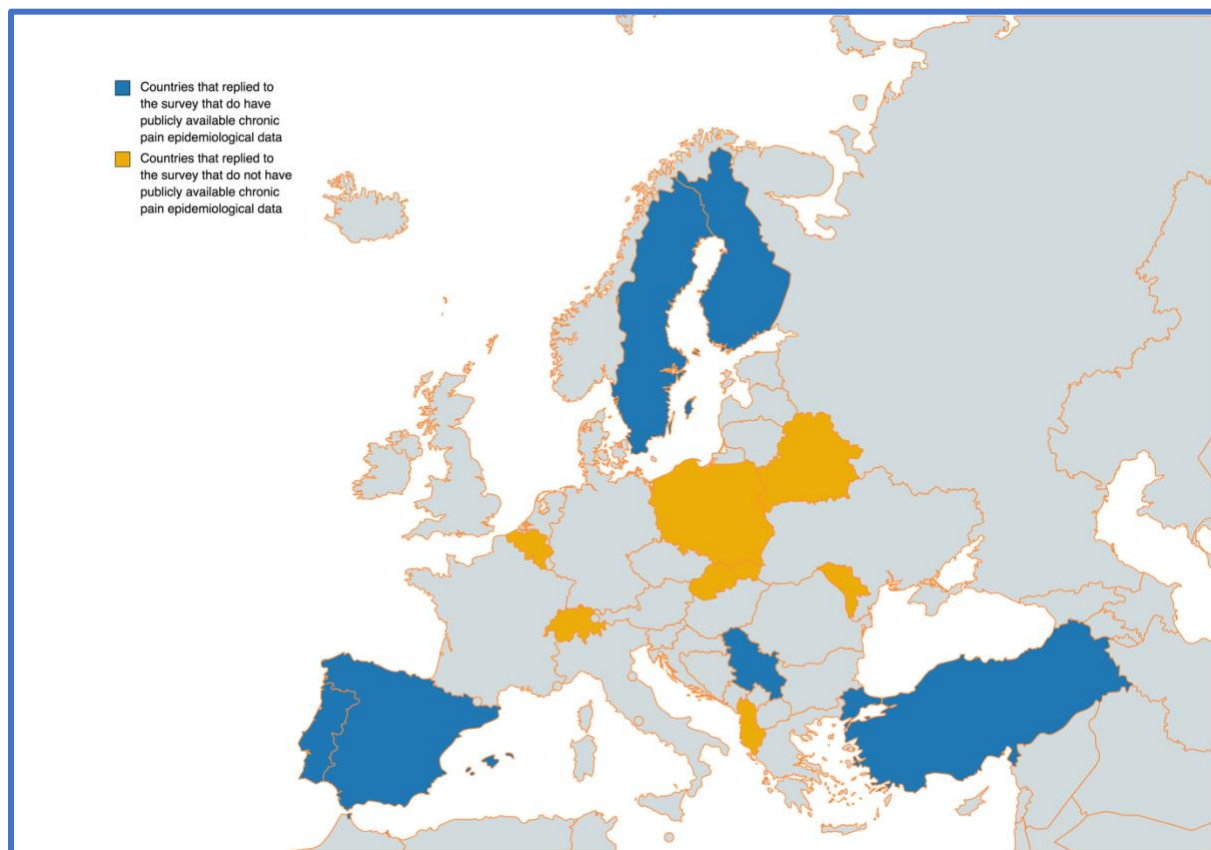 Countries that replied to
the survey that do have
publicly available chronic
pain epidemiological data
Countries that replied to
the survey that do not have
publicly available chronic
pain epidemiological data